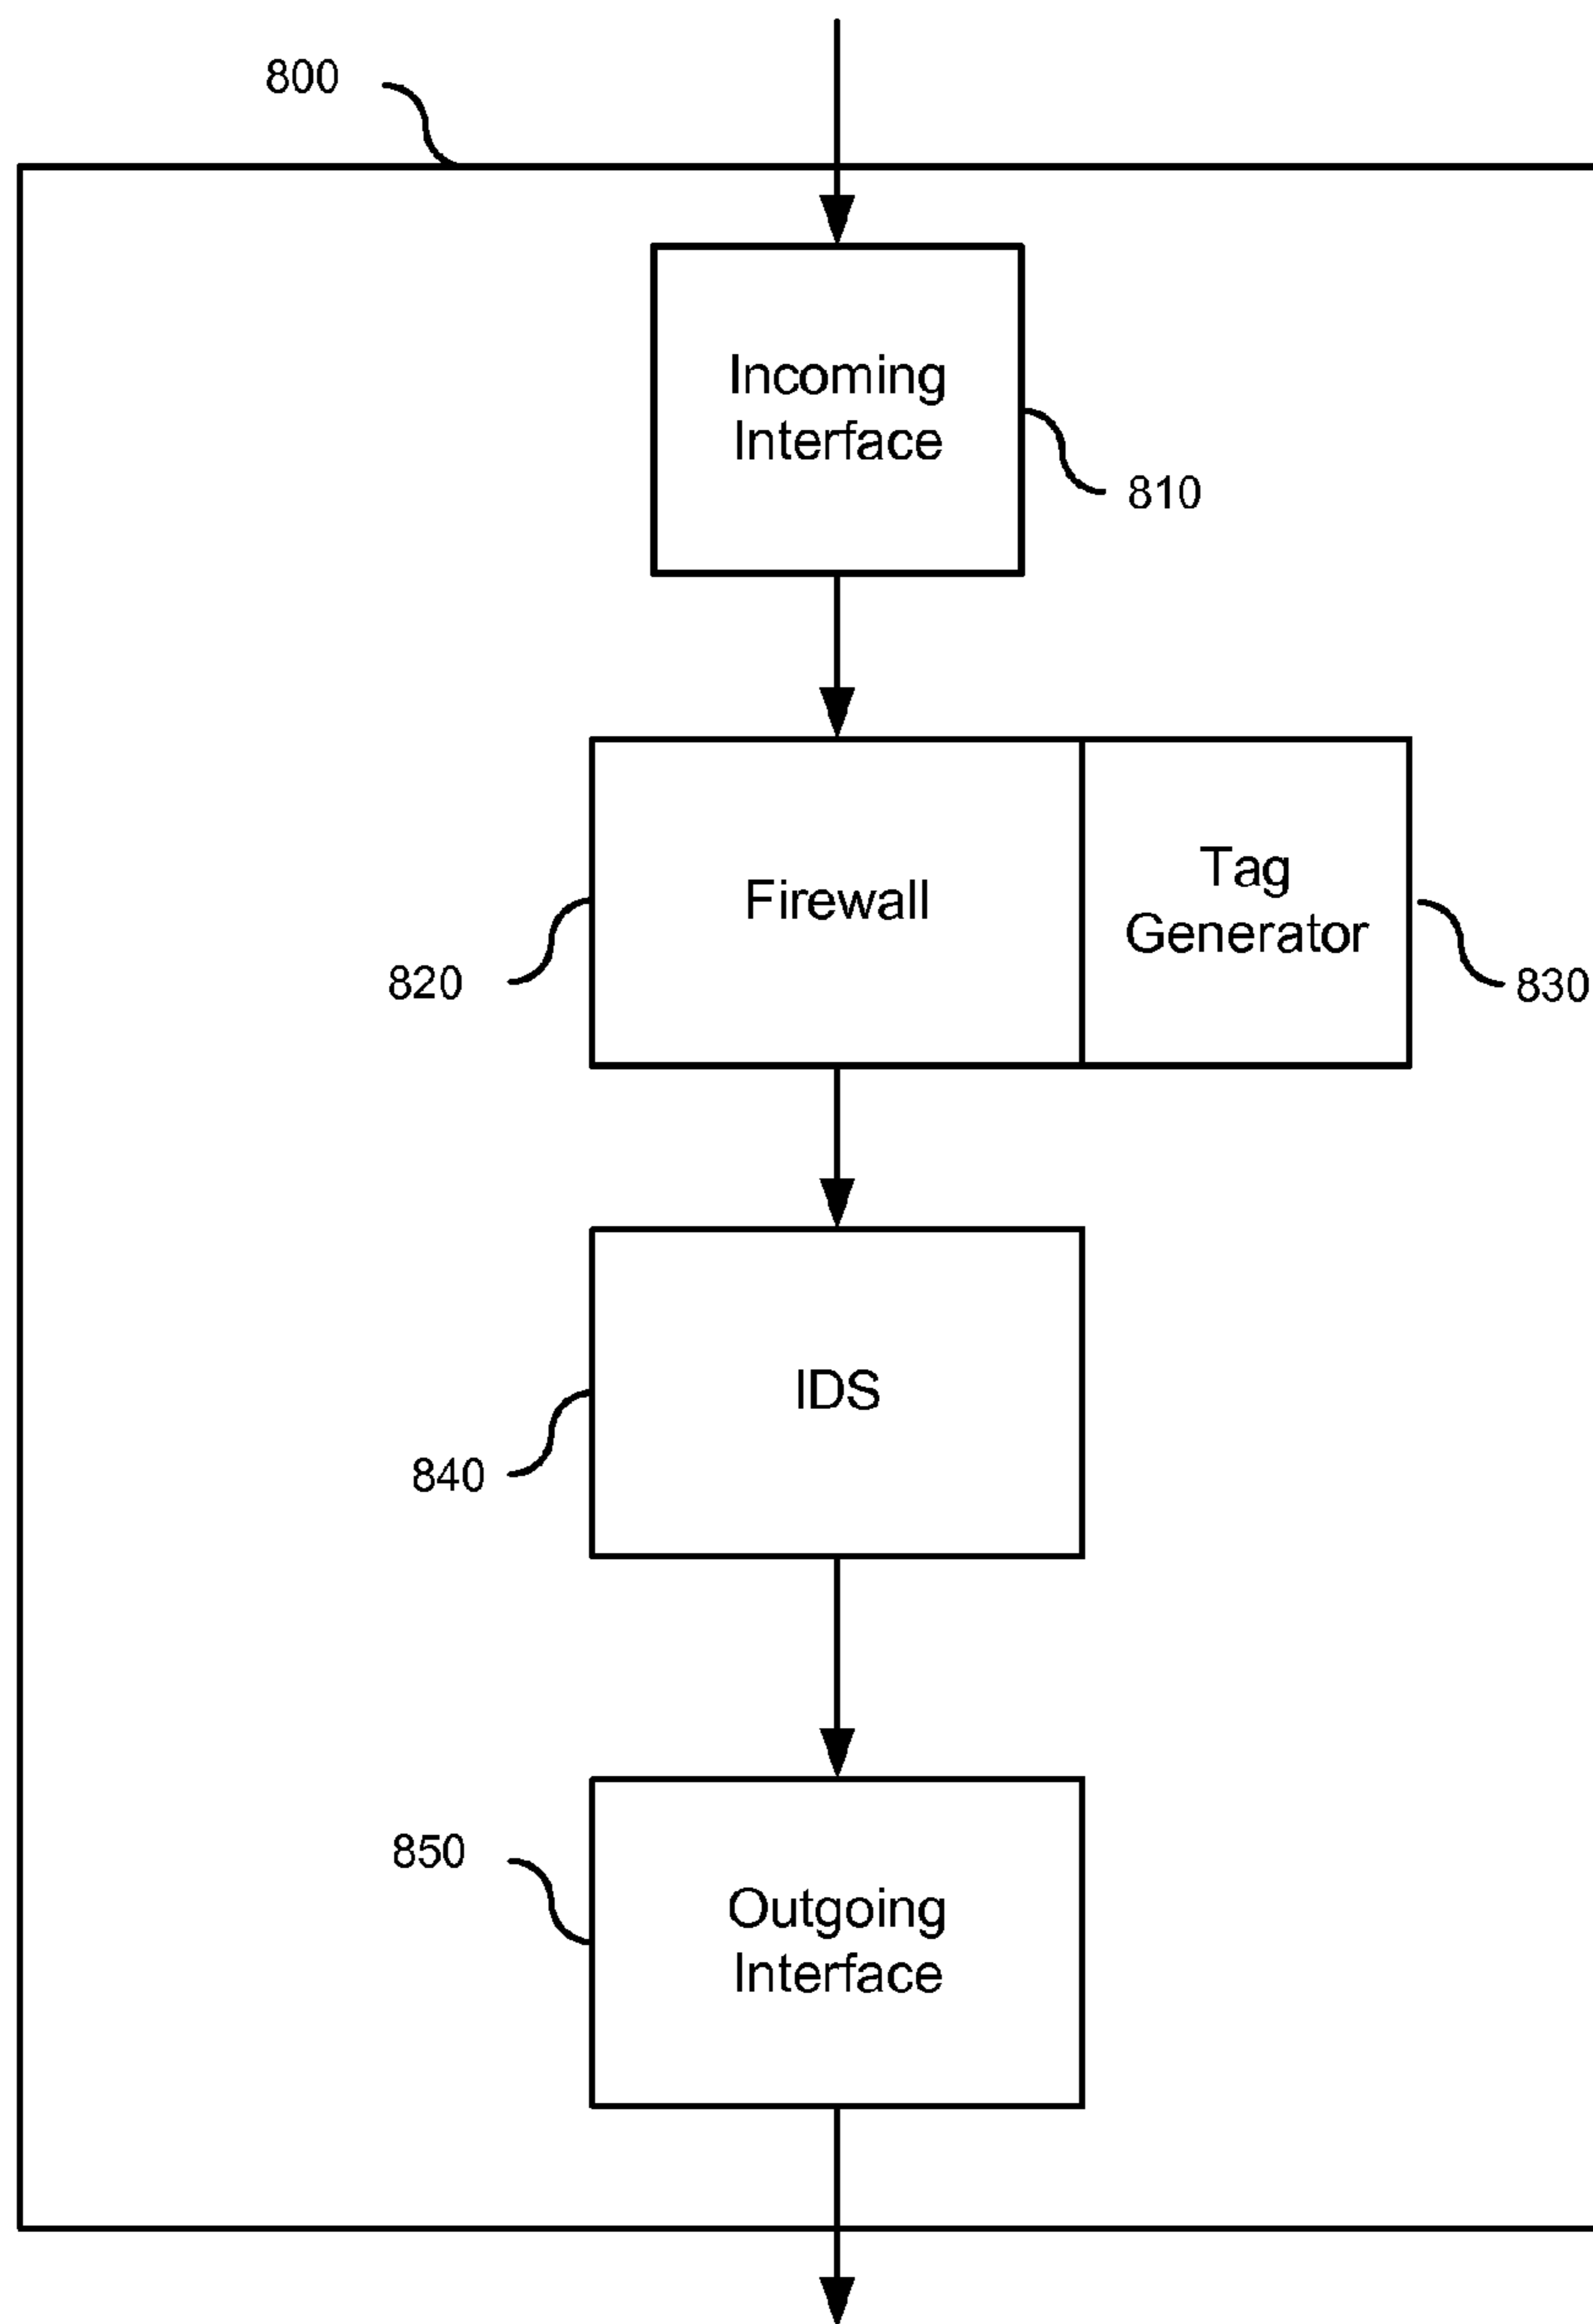 800
Incoming
Interface
810
Firewall
Tag
Generator
820
830
IDS
840
850
Outgoing
Interface